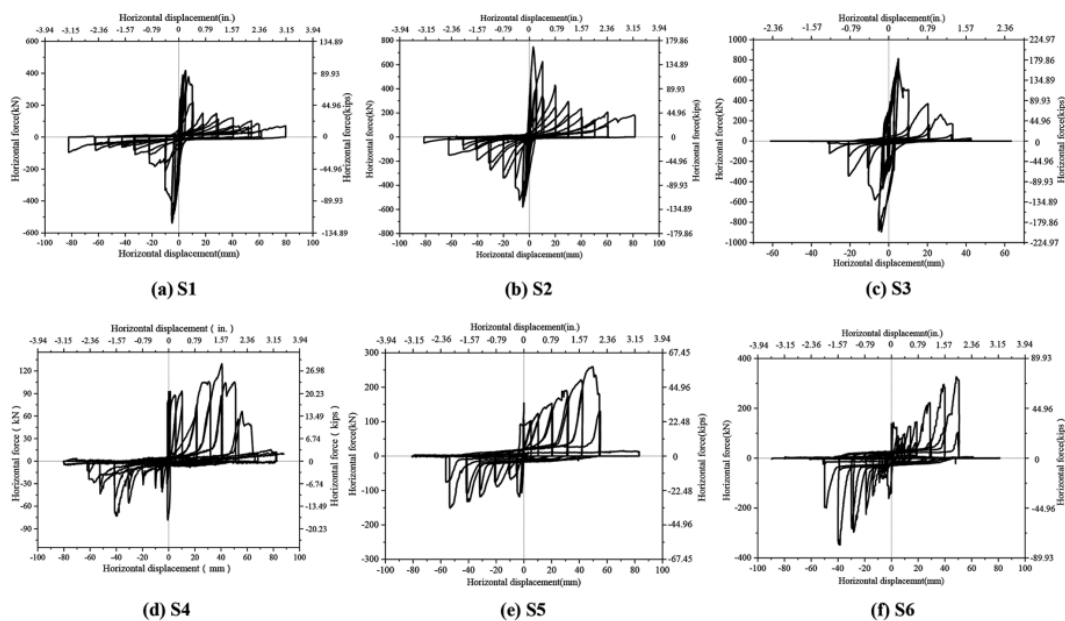 Horizontal displacement(in.)
-3.94 -3.15 -2.36 -1.57 -0.79 0 0.79 1.57 2.36 3.15 3.94
600 400 200 0 -200 -400 -600
Horizontal force(kN)
134.89 89.93 44.96 0 -44.96 -89.93 -134.89
Horizontal force(kips)
-100 -80 -60 -40 -20 0 20 40 60 80 100
Horizontal displacement(mm)
(a) S1
Horizontal displacement(in.)
-3.94 -3.15 -2.36 -1.57 -0.79 0 0.79 1.57 2.36 3.15 3.94
800 600 400 200 0 -200 -400 -600 -800
Horizontal force(kN)
179.86 134.89 89.93 44.96 0 -44.96 -89.93 -134.89 -179.86
Horizontal force(kips)
-100 -80 -60 -40 -20 0 20 40 60 80 100
Horizontal displacement(mm)
(b) S2
Horizontal displacement(in.)
-2.36 -1.57 -0.79 0 0.79 1.57 2.36
1000 800 600 400 200 0 -200 -400 -600 -800 -1000
Horizontal force(kN)
224.97 179.86 134.89 89.93 44.96 0 -44.96 -89.93 -134.89 -179.86 -224.97
Horizontal force(kips)
-60 -40 -20 0 20 40 60
Horizontal displacement(mm)
(c) S3
Horizontal displacement ( in. )
-3.94 -3.15 -2.36 -1.57 -0.79 0 0.79 1.57 2.36 3.15 3.94
120 90 60 30 0 -30 -60 -90
Horizontal force ( kN )
26.98 20.23 13.49 6.74 0 -6.74 -13.49 -20.23
Horizontal force ( kips )
-100 -80 -60 -40 -20 0 20 40 60 80 100
Horizontal displacement ( mm )
(d) S4
Horizontal displacement(in.)
-3.94 -3.15 -2.36 -1.57 -0.79 0 0.79 1.57 2.36 3.15 3.94
300 200 100 0 -100 -200 -300
Horizontal force(kN)
67.45 44.96 22.48 0 -22.48 -44.96 -67.45
Horizontal force(kips)
-100 -80 -60 -40 -20 0 20 40 60 80 100
Horizontal displacement(mm)
(e) S5
Horizontal displacemnt(in.)
-3.94 -3.15 -2.36 -1.57 -0.79 0 0.79 1.57 2.36 3.15 3.94
400 200 0 -200 -400
Horizontal force(kN)
89.93 44.96 0 -44.96 -89.93
Horizontal force(kips)
-100 -80 -60 -40 -20 0 20 40 60 80 100
Horizontal displacemnt(mm)
(f) S6